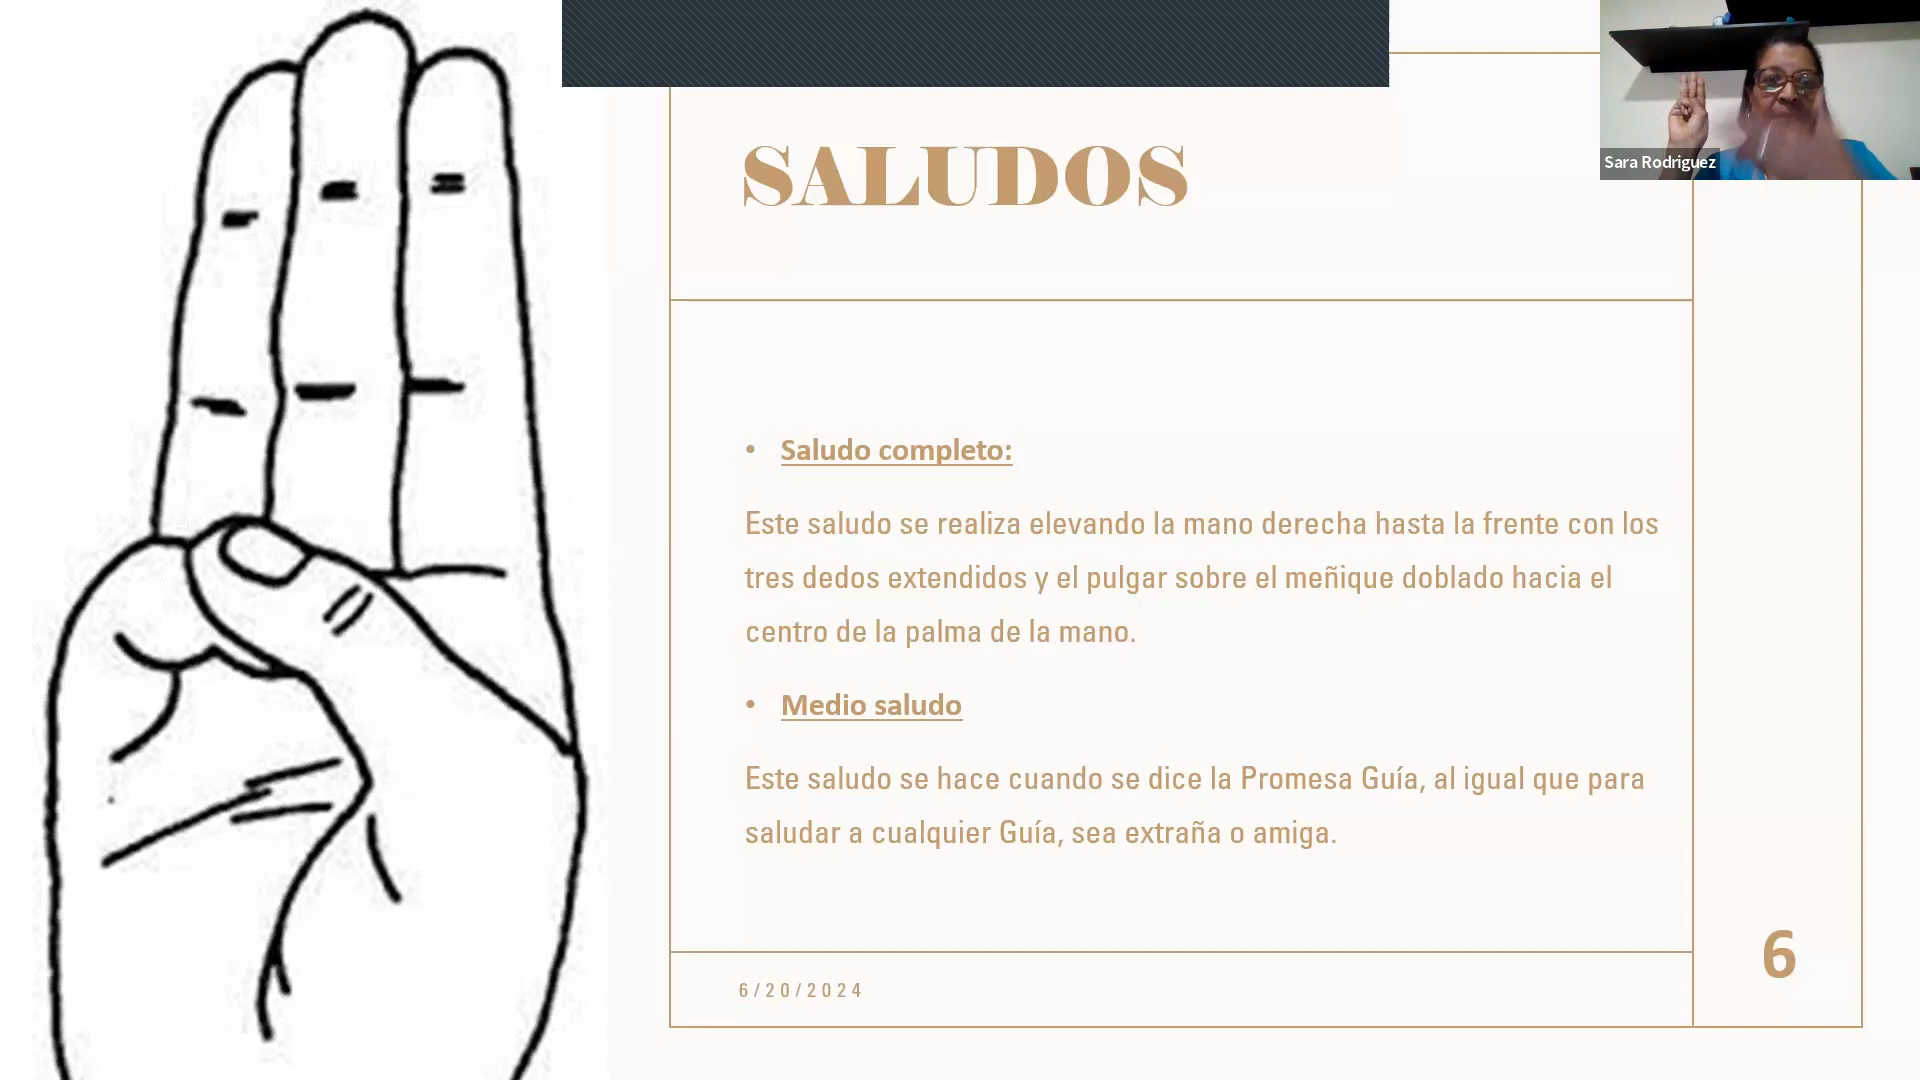 SALUDOS
Sara Rodriguez
• Saludo completo:
Este saludo se realiza elevando la mano derecha hasta la frente con los
tres dedos extendidos y el pulgar sobre el meñique doblado hacia el
centro de la palma de la mano.
• Medio saludo
Este saludo se hace cuando se dice la Promesa Guía, al igual que para
saludar a cualquier Guía, sea extraña o amiga.
6
6/20/2024